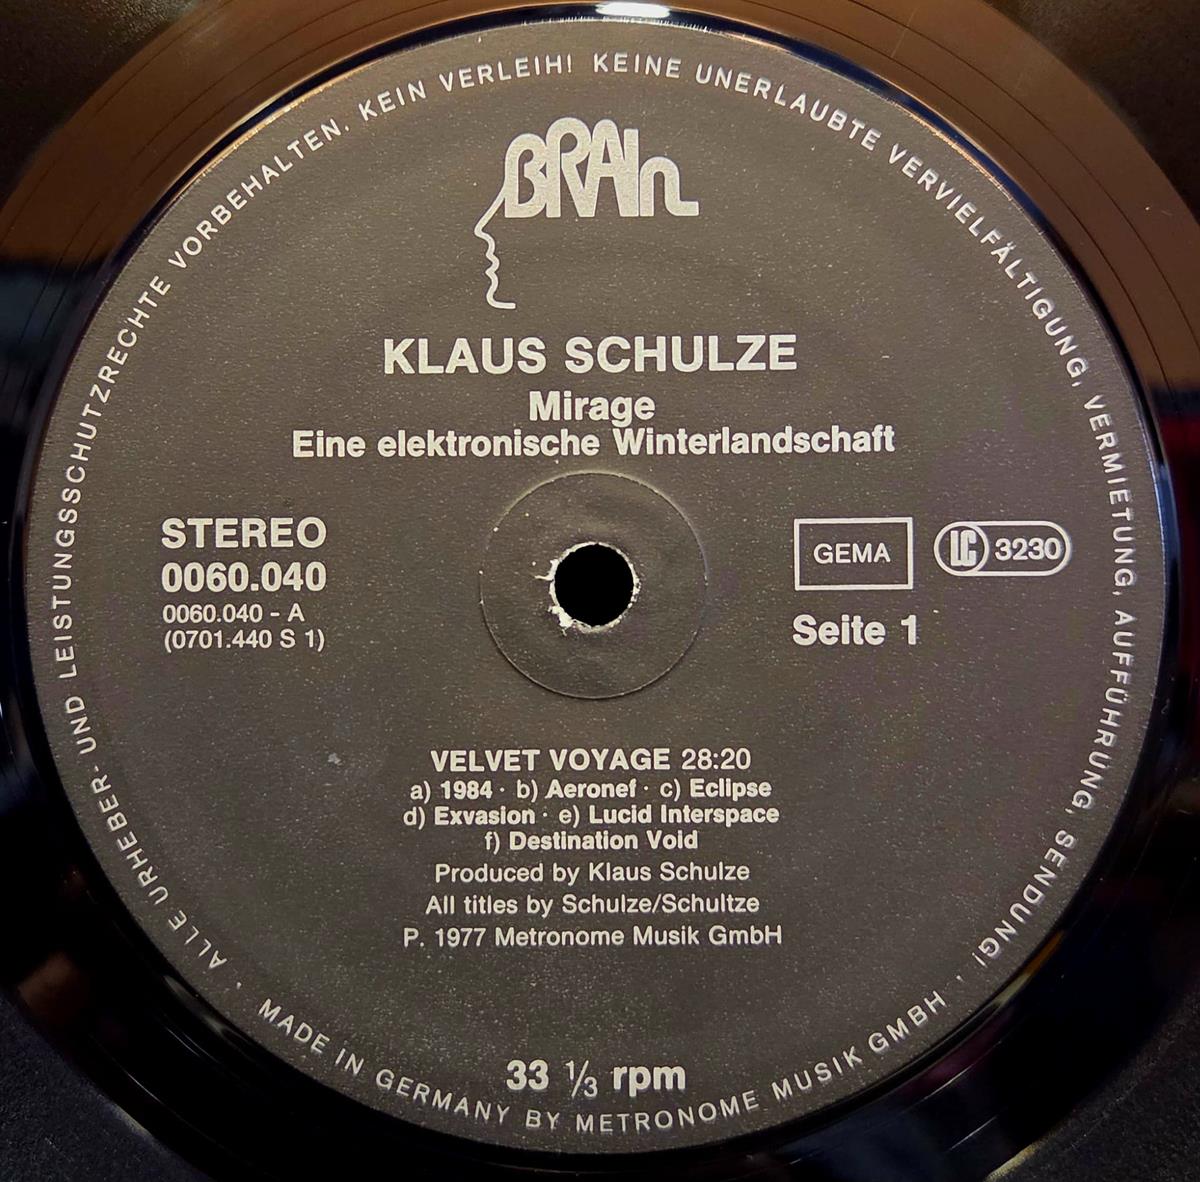 ALLE URHEBER- UND LEISTUNGSSCHUTZRECHTE VORBEHALTEN. KEIN VERLEIH! KEINE UNERLAUBTE VERVIELFÄLTIGUNG, VERMIETUNG, AUFFÜHRUNG, SENDUNG!
BRAIn
KLAUS SCHULZE
Mirage
Eine elektronische Winterlandschaft
STEREO
0060.040
0060.040 - A
(0701.440 S 1)
GEMA
LC 3230
Seite 1
VELVET VOYAGE 28:20
a) 1984 · b) Aeronef · c) Eclipse
d) Exvasion · e) Lucid Interspace
f) Destination Void
Produced by Klaus Schulze
All titles by Schulze/Schultze
P. 1977 Metronome Musik GmbH
33 ⅓ rpm
· MADE IN GERMANY BY METRONOME MUSIK GMBH ·